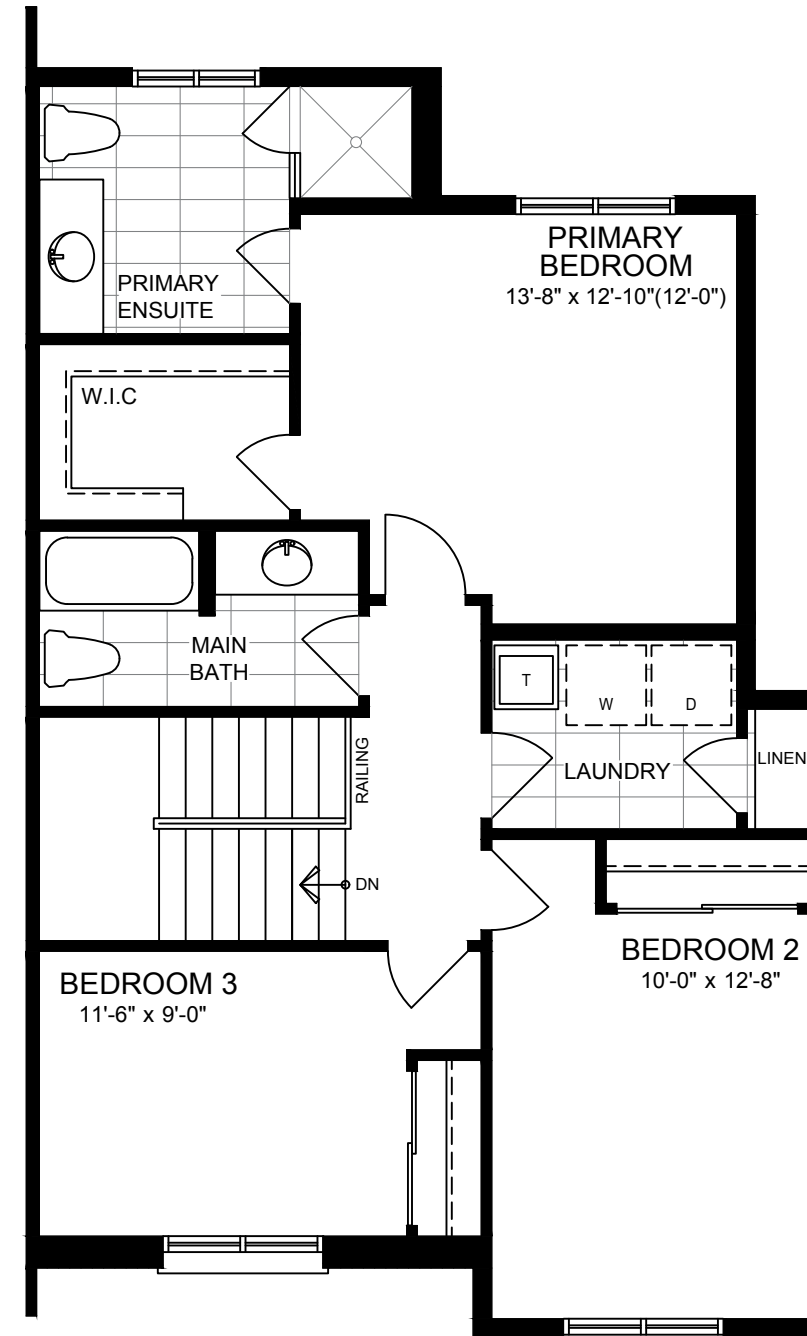 PRIMARY
BEDROOM
13'-8" x 12'-10"(12'-0")
PRIMARY
ENSUITE
W.I.C
MAIN
BATH
T
W
D
LAUNDRY
LINEN
RAILING
DN
BEDROOM 2
10'-0" x 12'-8"
BEDROOM 3
11'-6" x 9'-0"